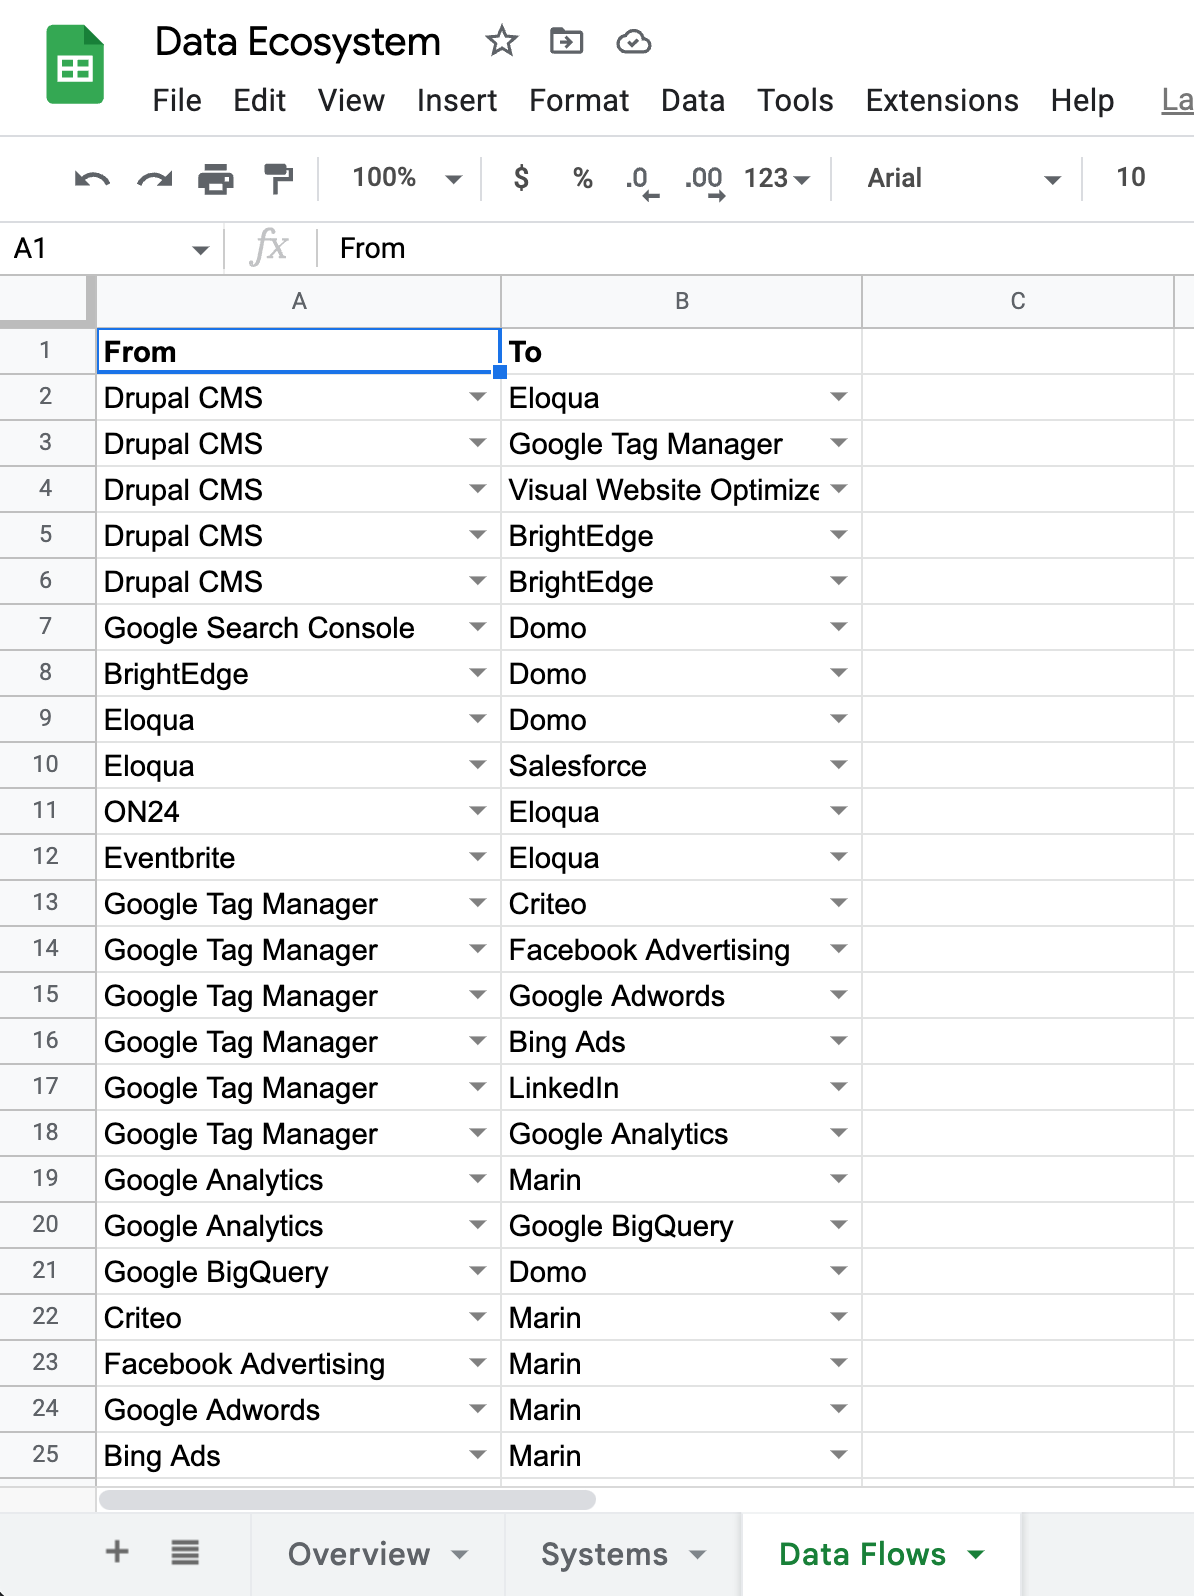 Data Ecosystem
File Edit View Insert Format Data Tools Extensions Help La
100% $ % .0 .00 123 Arial 10
A1 fx From
A B C
1 From To
2 Drupal CMS Eloqua
3 Drupal CMS Google Tag Manager
4 Drupal CMS Visual Website Optimize
5 Drupal CMS BrightEdge
6 Drupal CMS BrightEdge
7 Google Search Console Domo
8 BrightEdge Domo
9 Eloqua Domo
10 Eloqua Salesforce
11 ON24 Eloqua
12 Eventbrite Eloqua
13 Google Tag Manager Criteo
14 Google Tag Manager Facebook Advertising
15 Google Tag Manager Google Adwords
16 Google Tag Manager Bing Ads
17 Google Tag Manager LinkedIn
18 Google Tag Manager Google Analytics
19 Google Analytics Marin
20 Google Analytics Google BigQuery
21 Google BigQuery Domo
22 Criteo Marin
23 Facebook Advertising Marin
24 Google Adwords Marin
25 Bing Ads Marin
+ Overview Systems Data Flows